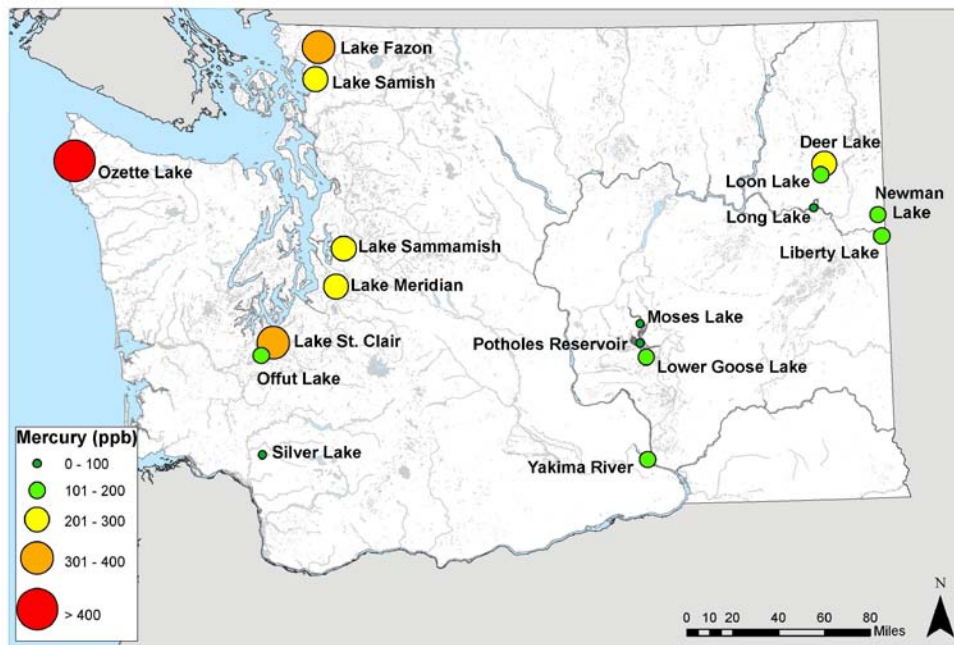 Lake Fazon
Lake Samish
Ozette Lake
Deer Lake
Loon Lake
Newman
Lake
Long Lake
Liberty Lake
Lake Sammamish
Lake Meridian
Moses Lake
Lake St. Clair
Potholes Reservoir
Lower Goose Lake
Offut Lake
Silver Lake
Yakima River
Mercury (ppb)
0 - 100
101 - 200
201 - 300
301 - 400
> 400
N
0 10 20 40 60 80
Miles